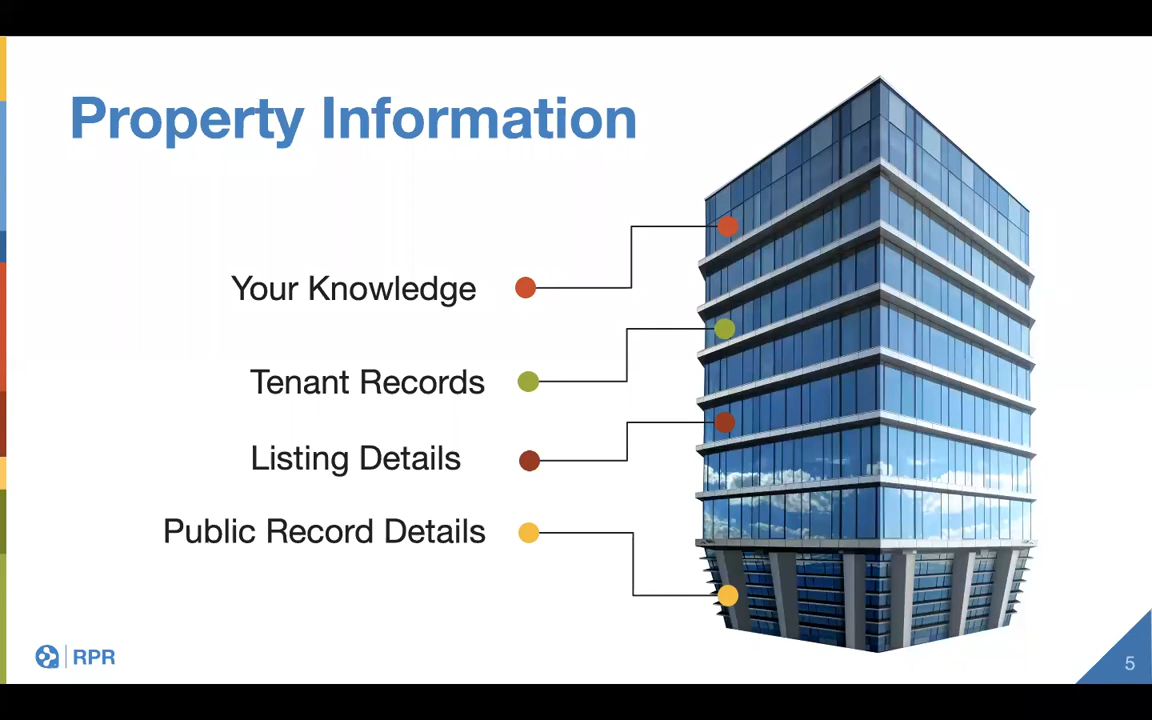 Property Information
Your Knowledge
Tenant Records
Listing Details
Public Record Details
RPR
5